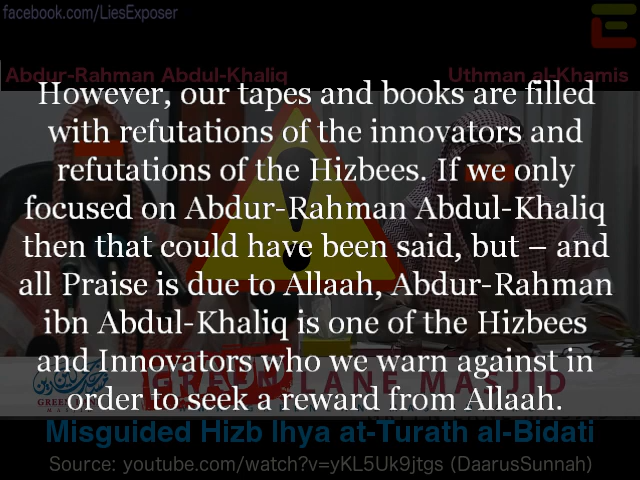 facebook.com/LiesExposer
Abdur-Rahman Abdul-Khaliq Uthman al-Khamis
However, our tapes and books are filled
with refutations of the innovators and
refutations of the Hizbees. If we only
focused on Abdur-Rahman Abdul-Khaliq
then that could have been said, but – and
all Praise is due to Allaah, Abdur-Rahman
ibn Abdul-Khaliq is one of the Hizbees
and Innovators who we warn against in
order to seek a reward from Allaah.
GREEN LANE MASJID
Misguided Hizb Ihya at-Turath al-Bidati
Source: youtube.com/watch?v=yKL5Uk9jtgs (DaarusSunnah)